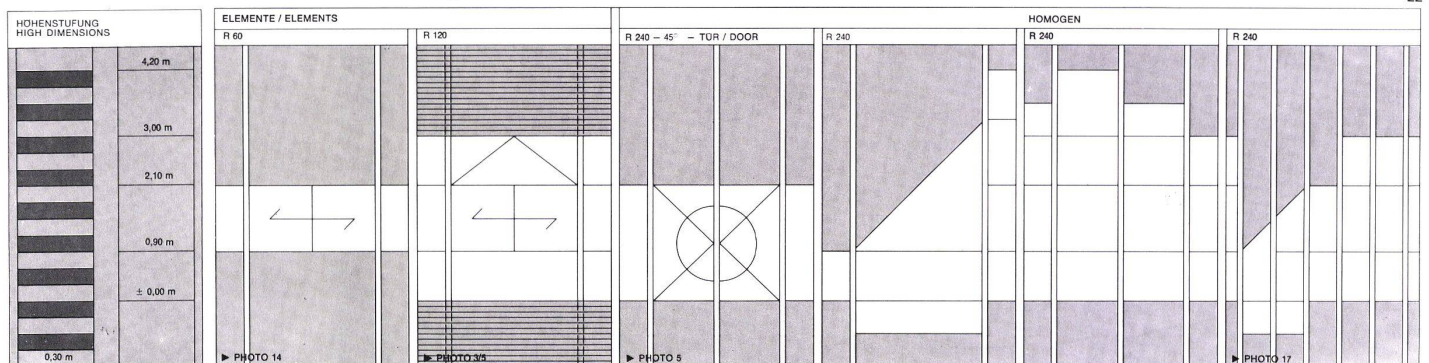 HÖHENSTUFUNG
HIGH DIMENSIONS
4,20 m
3,00 m
2,10 m
0,90 m
± 0,00 m
0,30 m
ELEMENTE / ELEMENTS
R 60
R 120
▶ PHOTO 14
▶ PHOTO 3/5
HOMOGEN
R 240 – 45° – TÜR / DOOR
R 240
R 240
R 240
▶ PHOTO 5
▶ PHOTO 17